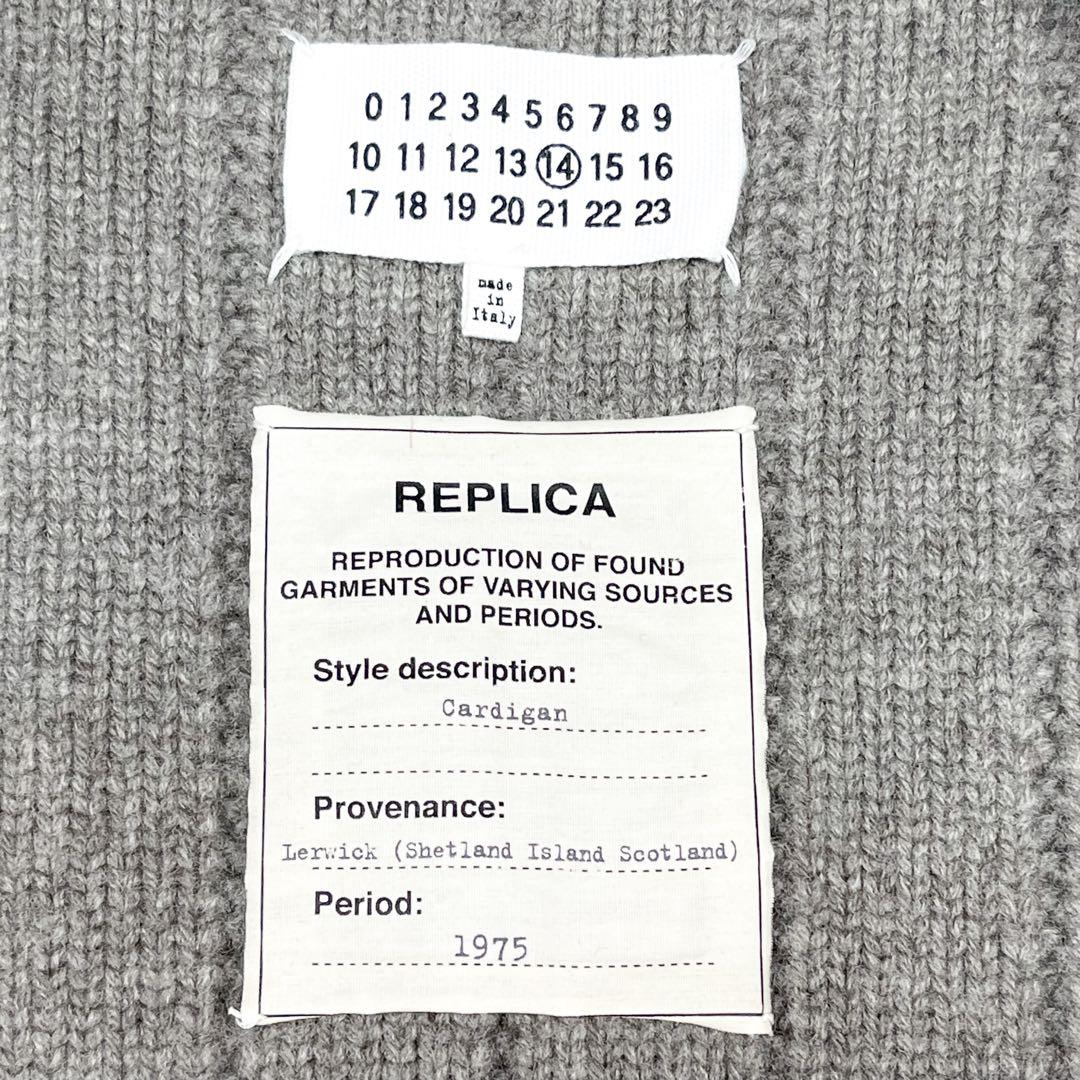 0 1 2 3 4 5 6 7 8 9
10 11 12 13 14 15 16
17 18 19 20 21 22 23
made
in
Italy
REPLICA
REPRODUCTION OF FOUND
GARMENTS OF VARYING SOURCES
AND PERIODS.
Style description:
Cardigan
Provenance:
Lerwick (Shetland Island Scotland)
Period:
1975